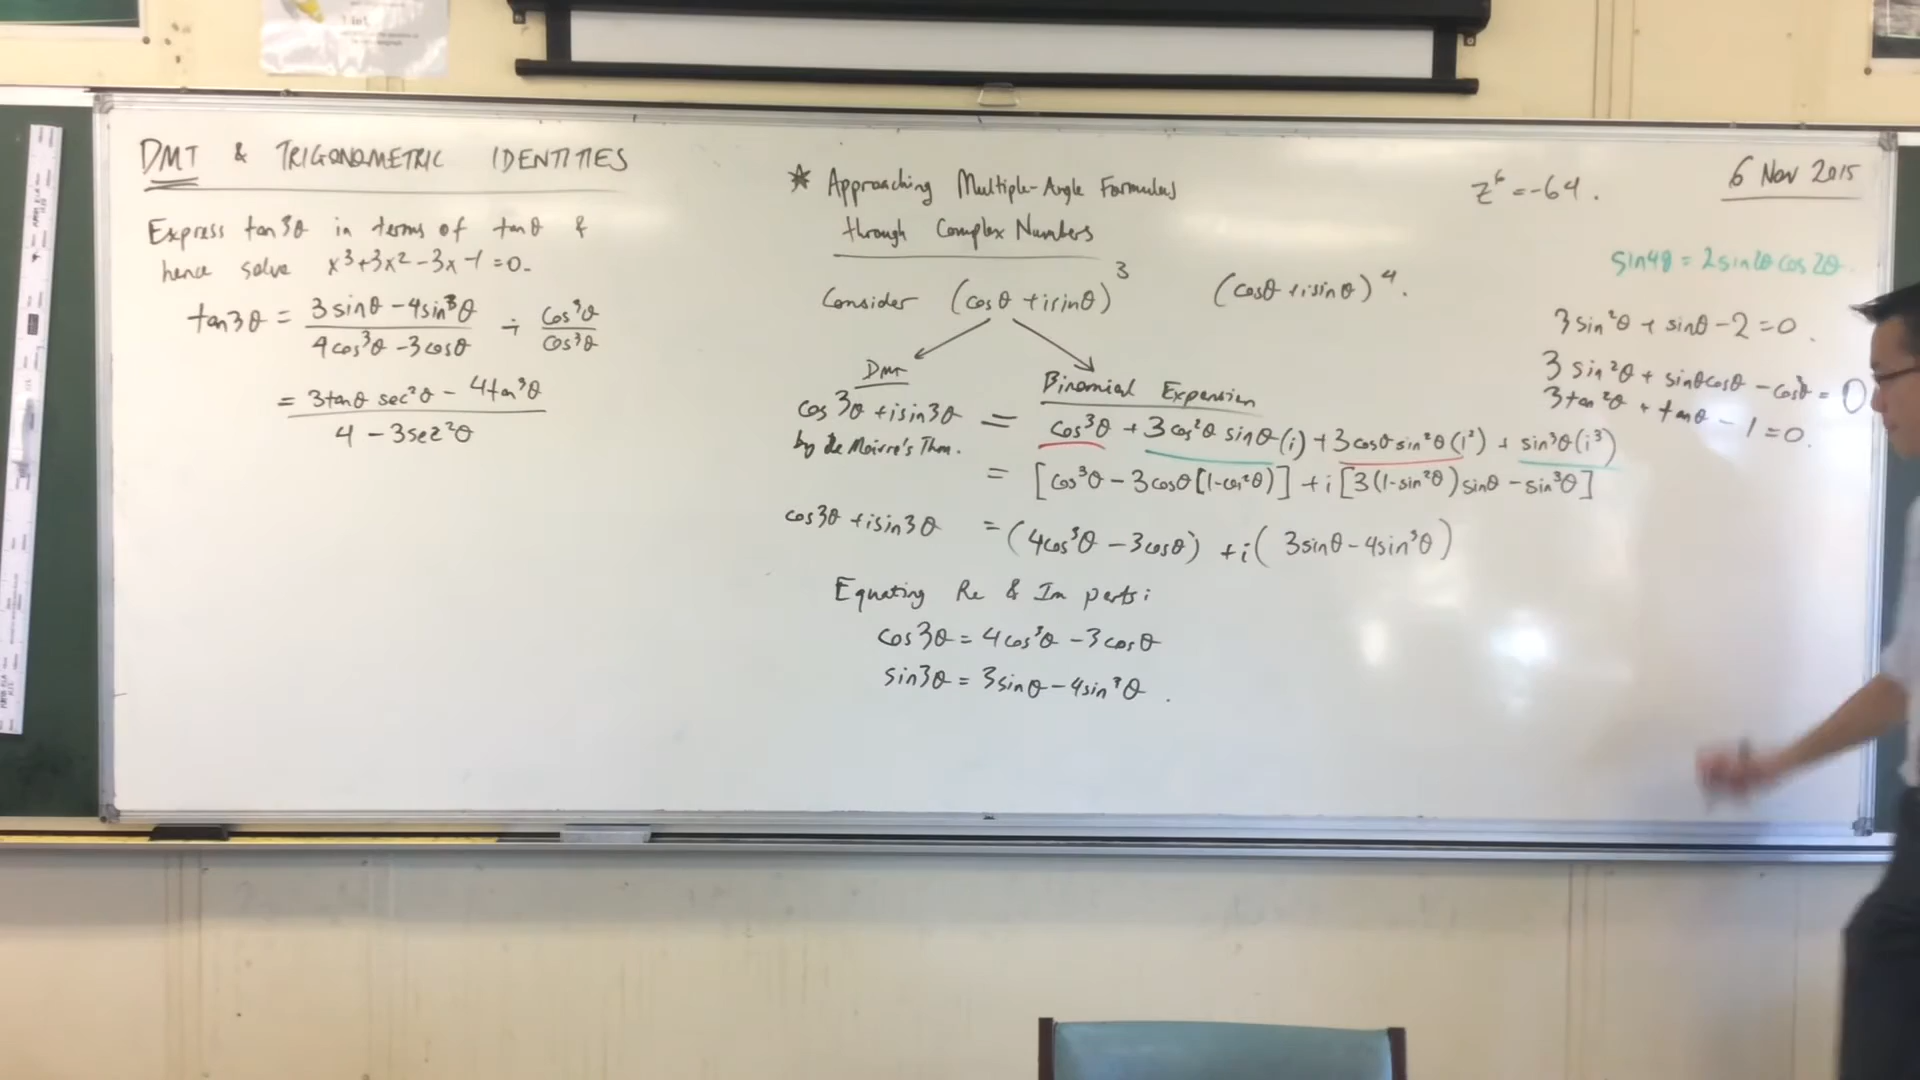 DMT & TRIGONOMETRIC IDENTITIES
Express tan3θ in terms of tanθ &
hence solve x³+3x²-3x-1=0.
tan3θ = (3sinθ - 4sin³θ)/(4cos³θ - 3cosθ) ÷ cos³θ/cos³θ
= (3tanθ sec²θ - 4tan³θ)/(4 - 3sec²θ)
* Approaching Multiple-Angle Formulas
through Complex Numbers
Consider (cosθ + isinθ)³ (cosθ + isinθ)⁴.
DMT Binomial Expansion
cos3θ + isin3θ = cos³θ + 3cos²θ sinθ(i) + 3cosθ sin²θ(i²) + sin³θ(i³)
by de Moivre's Thm.
= [cos³θ - 3cosθ[1-cos²θ]] + i[3(1-sin²θ)sinθ - sin³θ]
cos3θ + isin3θ = (4cos³θ - 3cosθ) + i(3sinθ - 4sin³θ)
Equating Re & Im parts:
cos3θ = 4cos³θ - 3cosθ
sin3θ = 3sinθ - 4sin³θ.
z⁶ = -64.
6 Nov 2015
sin4θ = 2sin2θ cos2θ.
3sin²θ + sinθ - 2 = 0.
3sin²θ + sinθcosθ - cos²θ = 0
3tan²θ + tanθ - 1 = 0.